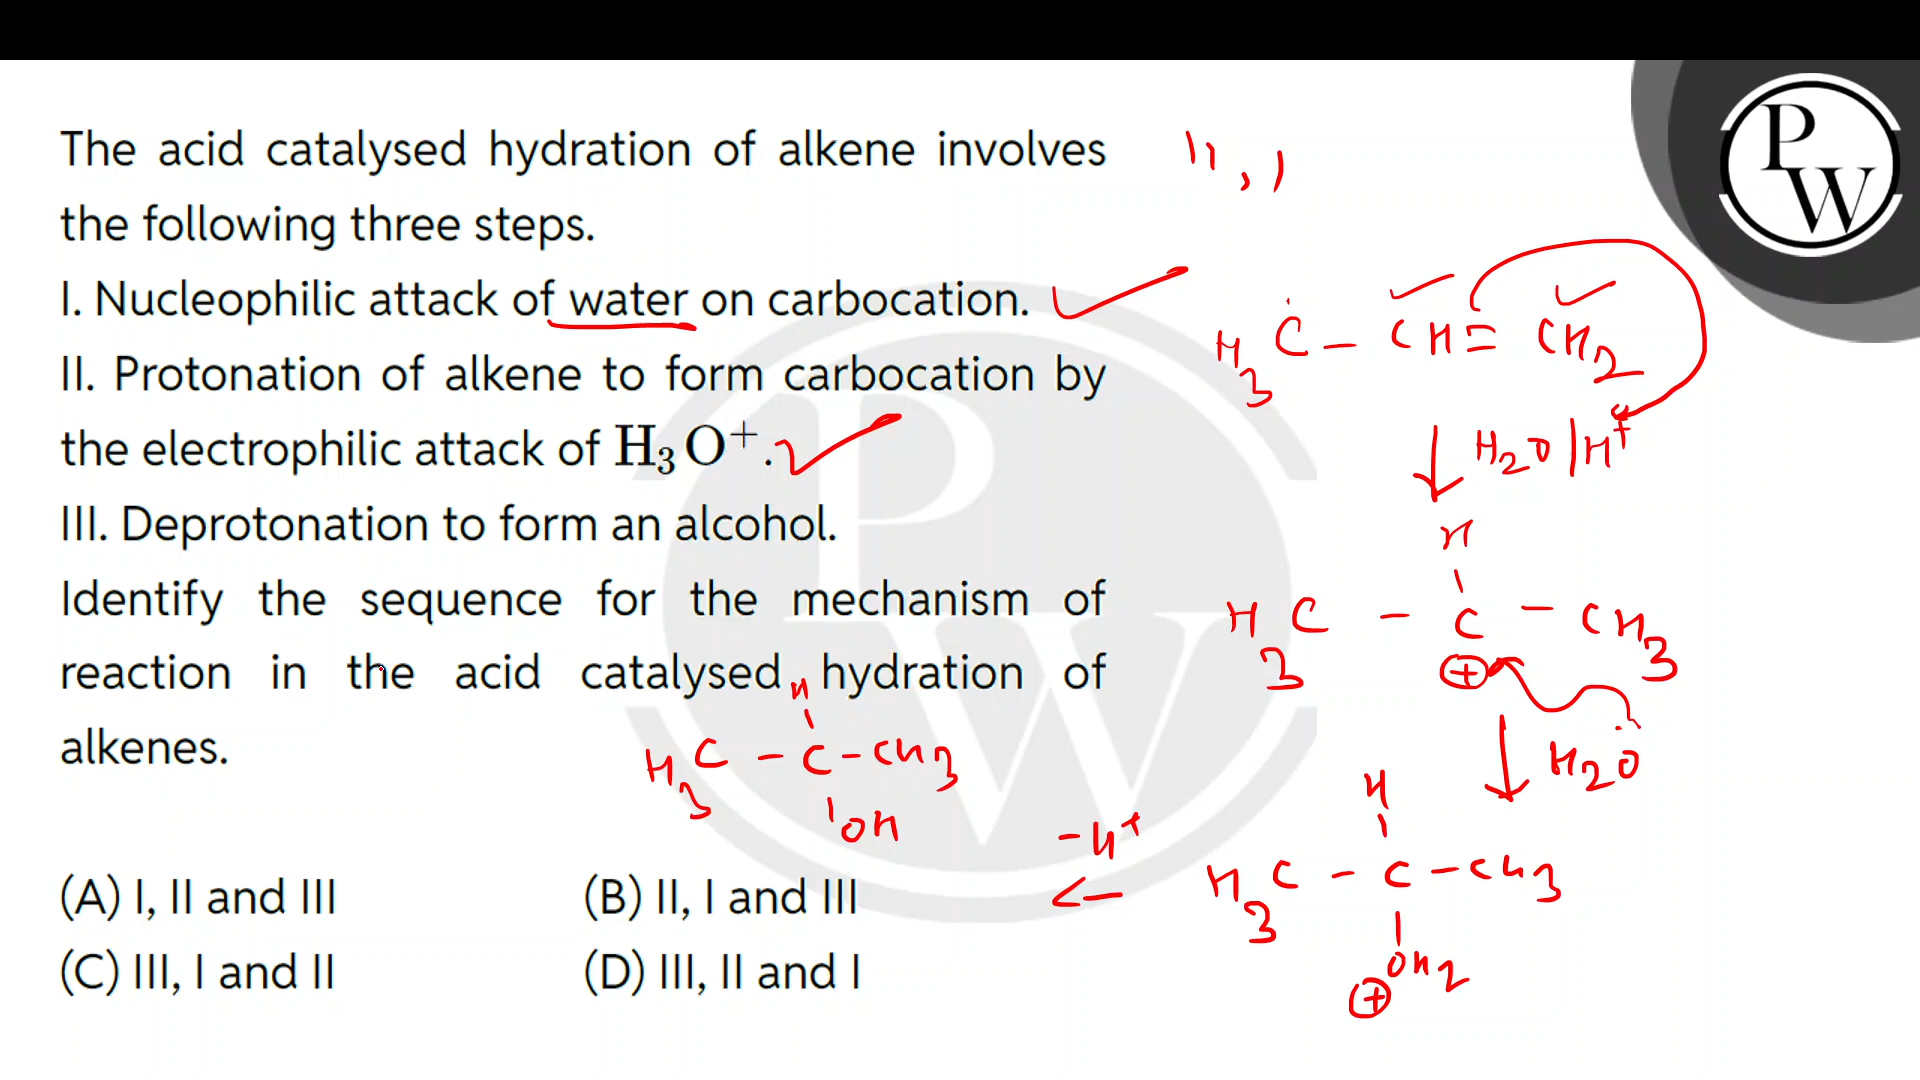 The acid catalysed hydration of alkene involves
the following three steps.
I. Nucleophilic attack of water on carbocation.
II. Protonation of alkene to form carbocation by
the electrophilic attack of H₃O⁺.
III. Deprotonation to form an alcohol.
Identify the sequence for the mechanism of
reaction in the acid catalysed hydration of
alkenes.
(A) I, II and III
(B) II, I and III
(C) III, I and II
(D) III, II and I
II, I
H₃C – CH = CH₂
H₂O | H⁺
H
H₃C – C – CH₃
⊕
H₂O
H
H₃C – C – CH₃
OH₂
⊕
–H⁺
H
H₃C – C – CH₃
OH
PW
PW